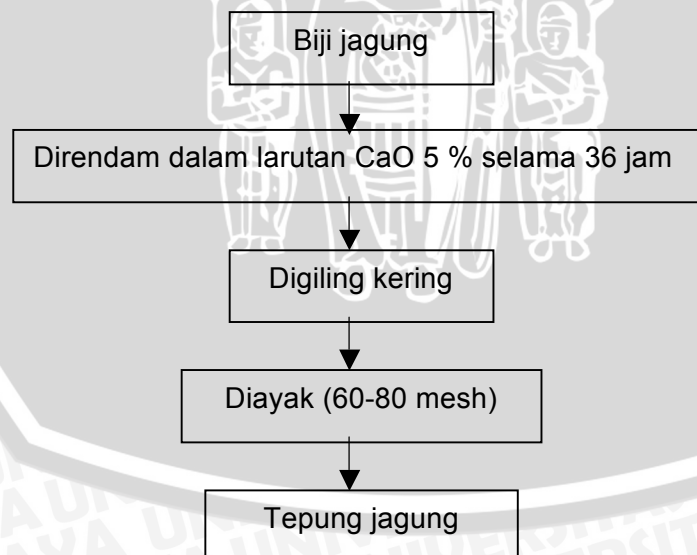 Biji jagung
Direndam dalam larutan CaO 5 % selama 36 jam
Digiling kering
Diayak (60-80 mesh)
Tepung jagung